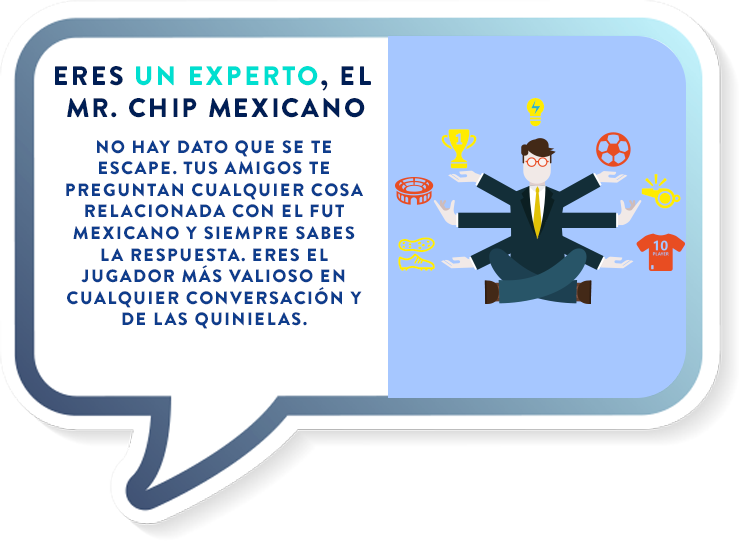 ERES UN EXPERTO, EL
MR. CHIP MEXICANO
NO HAY DATO QUE SE TE
ESCAPE. TUS AMIGOS TE
PREGUNTAN CUALQUIER COSA
RELACIONADA CON EL FUT
MEXICANO Y SIEMPRE SABES
LA RESPUESTA. ERES EL
JUGADOR MÁS VALIOSO EN
CUALQUIER CONVERSACIÓN Y
DE LAS QUINIELAS.
1
10
PLAYER